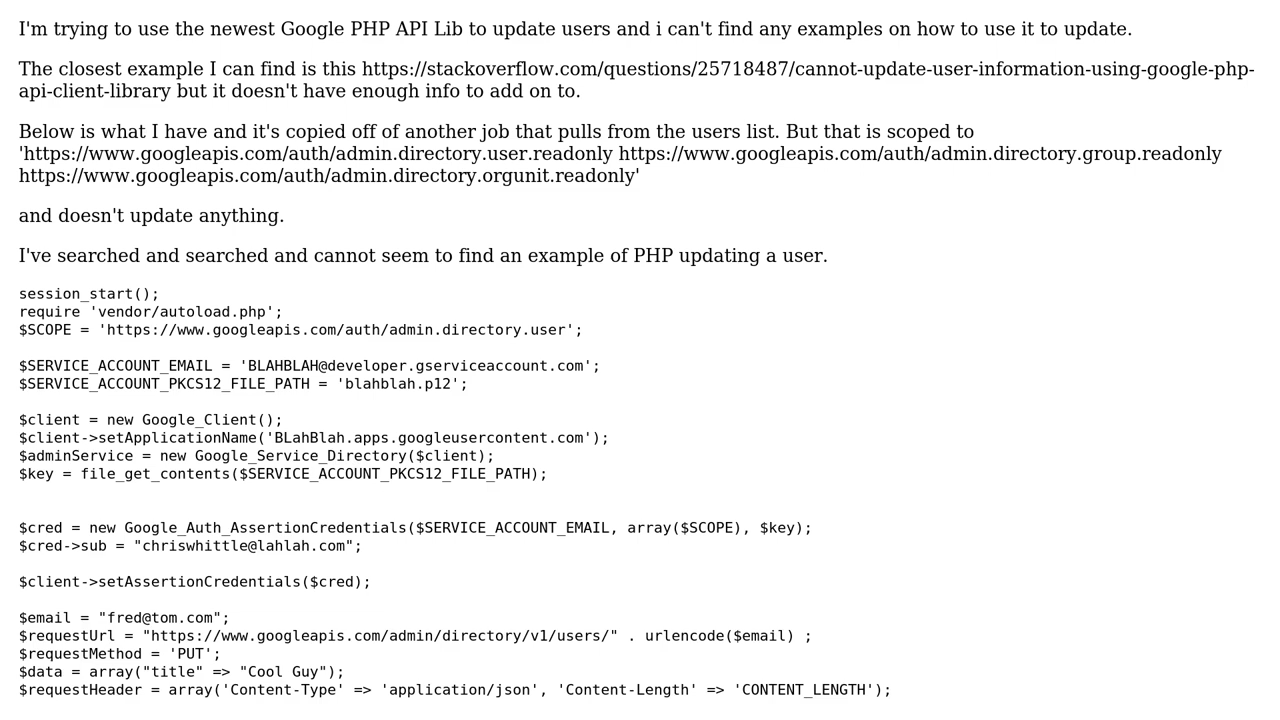 I'm trying to use the newest Google PHP API Lib to update users and i can't find any examples on how to use it to update.
The closest example I can find is this https://stackoverflow.com/questions/25718487/cannot-update-user-information-using-google-php-
api-client-library but it doesn't have enough info to add on to.
Below is what I have and it's copied off of another job that pulls from the users list. But that is scoped to
'https://www.googleapis.com/auth/admin.directory.user.readonly https://www.googleapis.com/auth/admin.directory.group.readonly
https://www.googleapis.com/auth/admin.directory.orgunit.readonly'
and doesn't update anything.
I've searched and searched and cannot seem to find an example of PHP updating a user.
session_start();
require 'vendor/autoload.php';
$SCOPE = 'https://www.googleapis.com/auth/admin.directory.user';
$SERVICE_ACCOUNT_EMAIL = 'BLAHBLAH@developer.gserviceaccount.com';
$SERVICE_ACCOUNT_PKCS12_FILE_PATH = 'blahblah.p12';
$client = new Google_Client();
$client->setApplicationName('BLahBlah.apps.googleusercontent.com');
$adminService = new Google_Service_Directory($client);
$key = file_get_contents($SERVICE_ACCOUNT_PKCS12_FILE_PATH);
$cred = new Google_Auth_AssertionCredentials($SERVICE_ACCOUNT_EMAIL, array($SCOPE), $key);
$cred->sub = "chriswhittle@lahlah.com";
$client->setAssertionCredentials($cred);
$email = "fred@tom.com";
$requestUrl = "https://www.googleapis.com/admin/directory/v1/users/" . urlencode($email) ;
$requestMethod = 'PUT';
$data = array("title" => "Cool Guy");
$requestHeader = array('Content-Type' => 'application/json', 'Content-Length' => 'CONTENT_LENGTH');